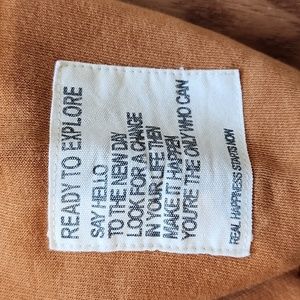 READY TO EXPLORE
SAY HELLO
TO THE NEW DAY
LOOK FOR A CHANGE
IN YOUR LIFE THEN
MAKE IT HAPPEN
YOU'RE THE ONLY WHO CAN
REAL HAPPINESS STARTS NOW